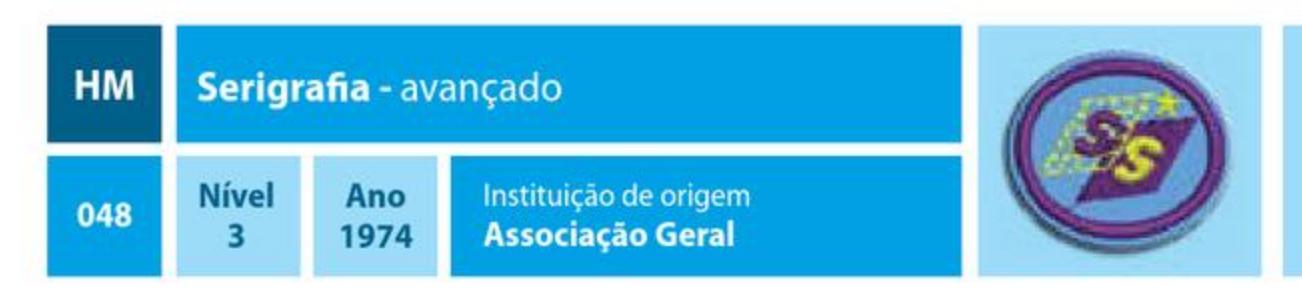 HM
Serigrafia - avançado
048
Nível
3
Ano
1974
Instituição de origem
Associação Geral
S S